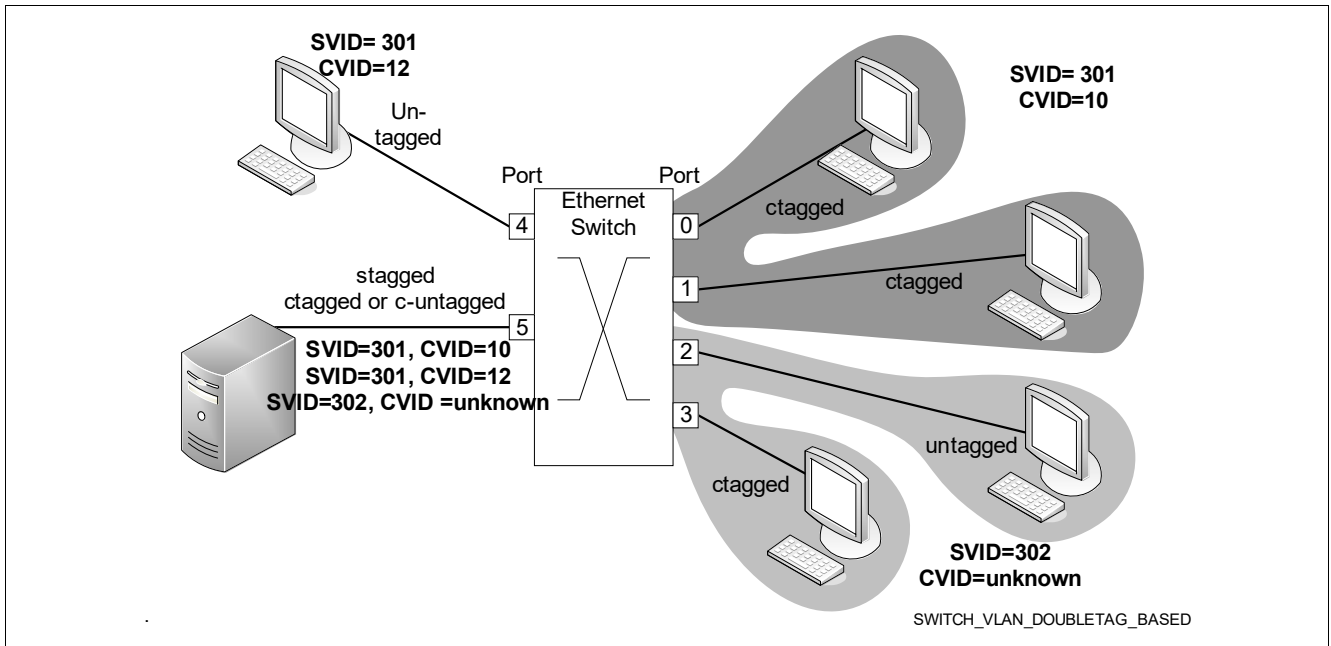 SVID= 301
CVID=12
Un-
tagged
SVID= 301
CVID=10
Port
Port
Ethernet
Switch
4
0
ctagged
stagged
ctagged or c-untagged
5
1
ctagged
SVID=301, CVID=10
SVID=301, CVID=12
SVID=302, CVID =unknown
2
untagged
3
ctagged
SVID=302
CVID=unknown
.
SWITCH_VLAN_DOUBLETAG_BASED